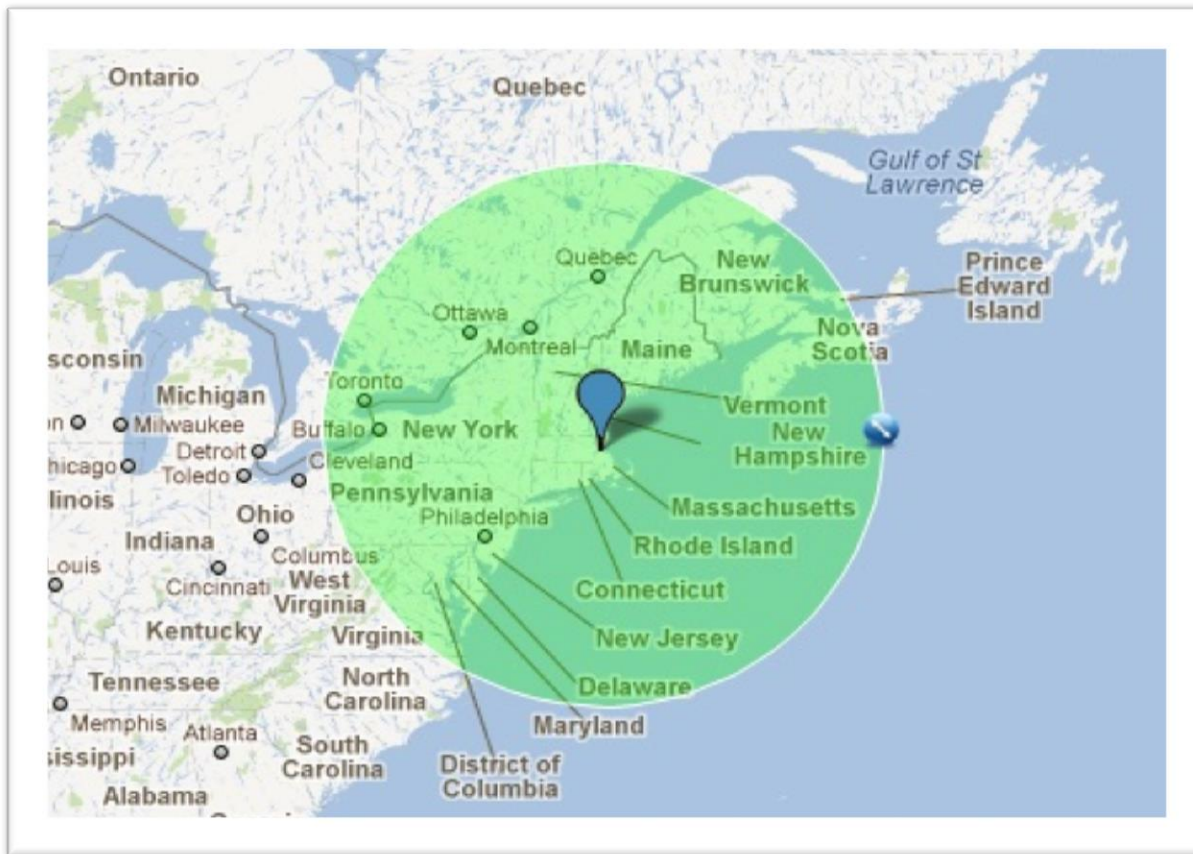 Ontario
Quebec
Gulf of St
Lawrence
Quebec
New
Brunswick
Prince
Edward
Island
Ottawa
Montreal
Maine
Nova
Scotia
sconsin
Michigan
Toronto
Vermont
on
Milwaukee
Buffalo
New York
New
Hampshire
Detroit
hicago
Toledo
Cleveland
llinois
Pennsylvania
Massachusetts
Ohio
Philadelphia
Rhode Island
Indiana
Columbus
Louis
Cincinnati
West
Virginia
Connecticut
Kentucky
Virginia
New Jersey
Tennessee
North
Carolina
Delaware
Memphis
Maryland
Atlanta
South
Carolina
sissippi
District of
Columbia
Alabama